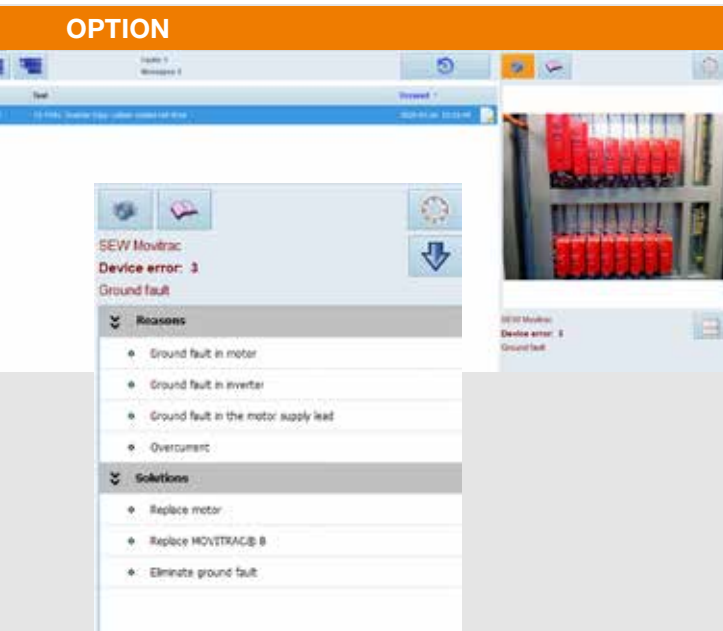 OPTION
Text
SEW Movitrac
Device error: 3
Ground fault
Reasons
Ground fault in motor
Ground fault in inverter
Ground fault in the motor supply lead
Overcurrent
Solutions
Replace motor
Replace MOVITRAC® B
Eliminate ground fault
SEW Movitrac
Device error: 3
Ground fault